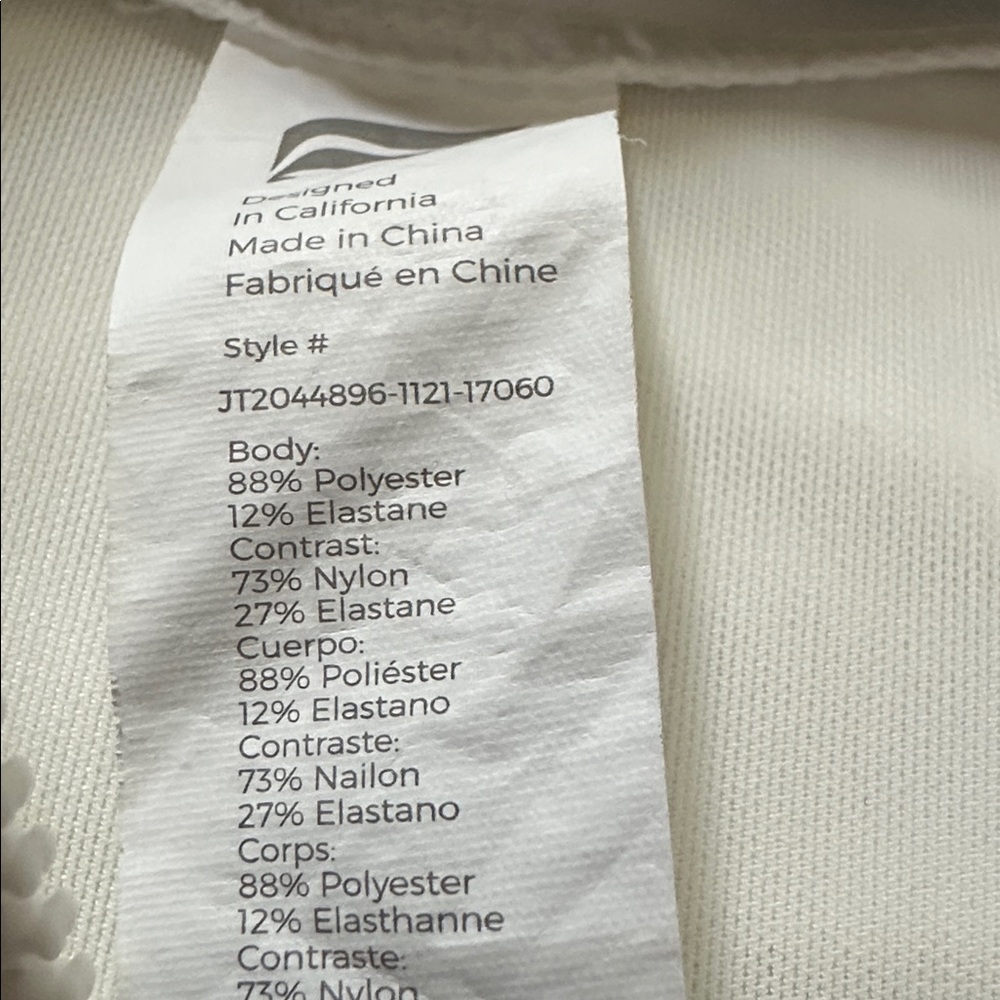 Designed
In California
Made in China
Fabriqué en Chine
Style #
JT2044896-1121-17060
Body:
88% Polyester
12% Elastane
Contrast:
73% Nylon
27% Elastane
Cuerpo:
88% Poliéster
12% Elastano
Contraste:
73% Nailon
27% Elastano
Corps:
88% Polyester
12% Elasthanne
Contraste:
73% Nylon